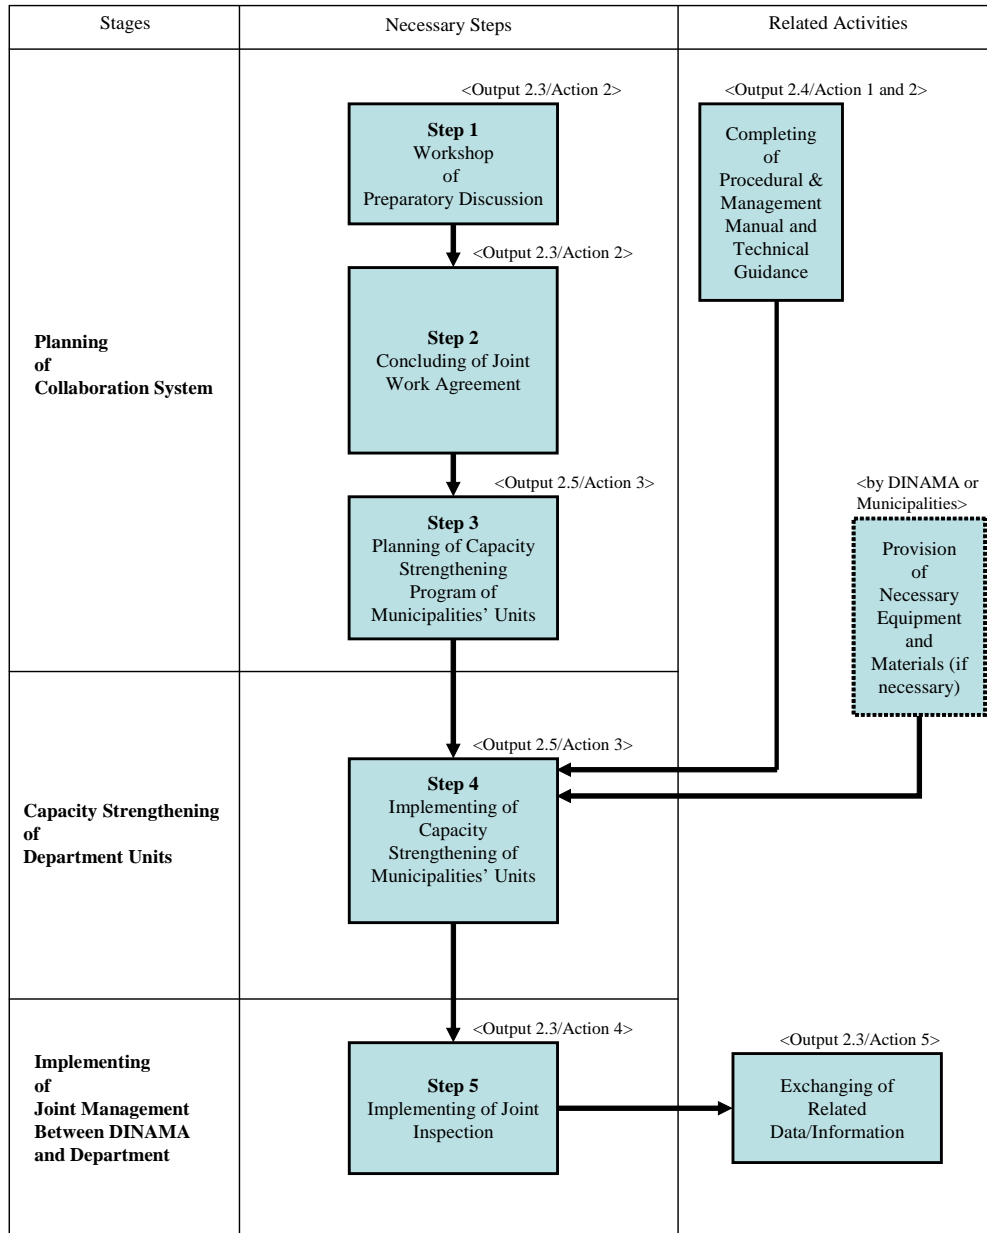 Stages
Necessary Steps
Related Activities
<Output 2.3/Action 2>
Step 1
Workshop
of
Preparatory Discussion
<Output 2.4/Action 1 and 2>
Completing
of
Procedural &
Management
Manual and
Technical
Guidance
Planning
of
Collaboration System
<Output 2.3/Action 2>
Step 2
Concluding of Joint
Work Agreement
<Output 2.5/Action 3>
Step 3
Planning of Capacity
Strengthening
Program of
Municipalities’ Units
<by DINAMA or
Municipalities>
Provision
of
Necessary
Equipment
and
Materials (if
necessary)
Capacity Strengthening
of
Department Units
<Output 2.5/Action 3>
Step 4
Implementing of
Capacity
Strengthening of
Municipalities’ Units
Implementing
of
Joint Management
Between DINAMA
and Department
<Output 2.3/Action 4>
Step 5
Implementing of Joint
Inspection
<Output 2.3/Action 5>
Exchanging of
Related
Data/Information